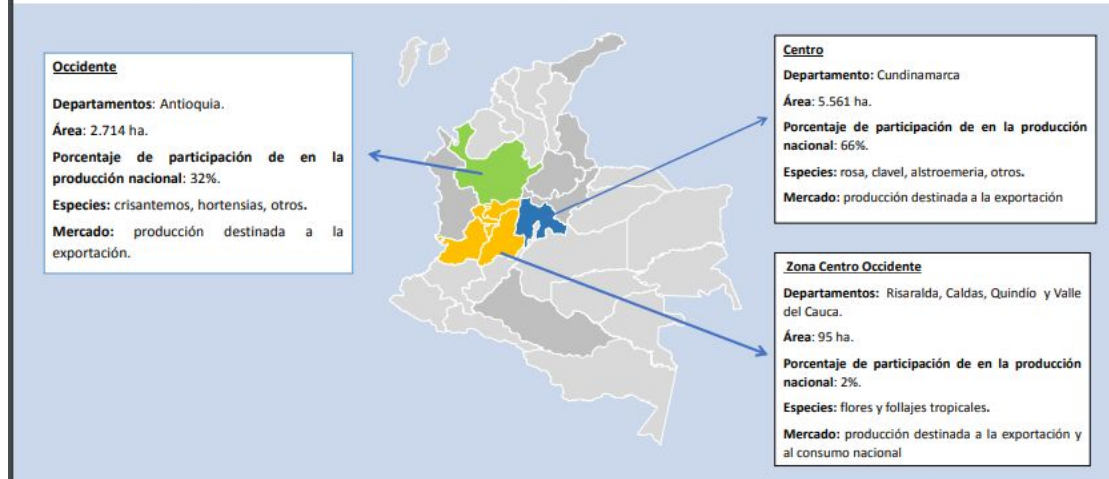 Occidente
Departamentos: Antioquia.
Área: 2.714 ha.
Porcentaje de participación de en la
producción nacional: 32%.
Especies: crisantemos, hortensias, otros.
Mercado: producción destinada a la
exportación.
Centro
Departamento: Cundinamarca
Área: 5.561 ha.
Porcentaje de participación de en la producción
nacional: 66%.
Especies: rosa, clavel, alstroemeria, otros.
Mercado: producción destinada a la exportación
Zona Centro Occidente
Departamentos: Risaralda, Caldas, Quindío y Valle
del Cauca.
Área: 95 ha.
Porcentaje de participación de en la producción
nacional: 2%.
Especies: flores y follajes tropicales.
Mercado: producción destinada a la exportación y
al consumo nacional